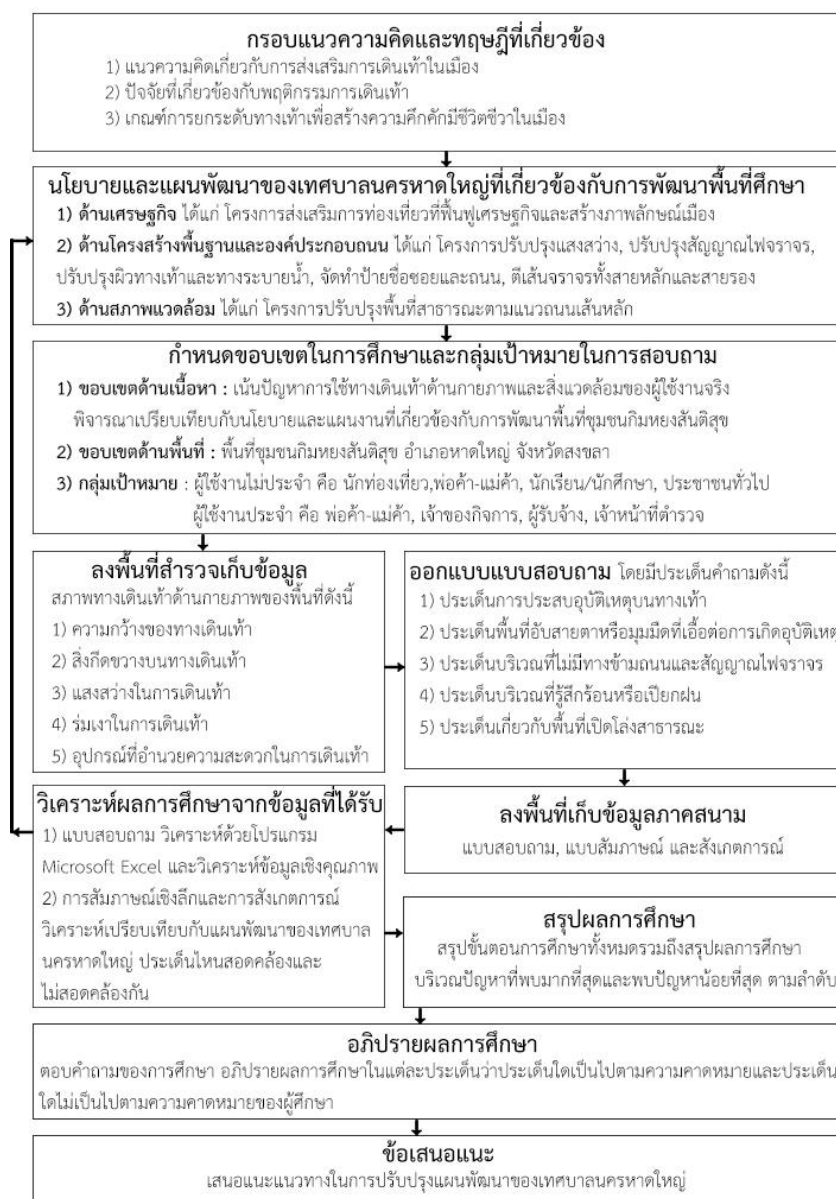 กรอบแนวความคิดและทฤษฎีที่เกี่ยวข้อง
1) แนวความคิดเกี่ยวกับการส่งเสริมการเดินเท้าในเมือง
2) ปัจจัยที่เกี่ยวข้องกับพฤติกรรมการเดินเท้า
3) เกณฑ์การยกระดับทางเท้าเพื่อสร้างความคึกคักมีชีวิตชีวาในเมือง
นโยบายและแผนพัฒนาของเทศบาลนครหาดใหญ่ที่เกี่ยวข้องกับการพัฒนาพื้นที่ศึกษา
1) ด้านเศรษฐกิจ ได้แก่ โครงการส่งเสริมการท่องเที่ยวที่ฟื้นฟูเศรษฐกิจและสร้างภาพลักษณ์เมือง
2) ด้านโครงสร้างพื้นฐานและองค์ประกอบถนน ได้แก่ โครงการปรับปรุงแสงสว่าง, ปรับปรุงสัญญาณไฟจราจร,
ปรับปรุงผิวทางเท้าและทางระบายน้ำ, จัดทำป้ายชื่อซอยและถนน, ตีเส้นจราจรทั้งสายหลักและสายรอง
3) ด้านสภาพแวดล้อม ได้แก่ โครงการปรับปรุงพื้นที่สาธารณะตามแนวถนนเส้นหลัก
กำหนดขอบเขตในการศึกษาและกลุ่มเป้าหมายในการสอบถาม
1) ขอบเขตด้านเนื้อหา : เน้นปัญหาการใช้ทางเดินเท้าด้านกายภาพและสิ่งแวดล้อมของผู้ใช้งานจริง
พิจารณาเปรียบเทียบกับนโยบายและแผนงานที่เกี่ยวข้องกับการพัฒนาพื้นที่ชุมชนกิมหยงสันติสุข
2) ขอบเขตด้านพื้นที่ : พื้นที่ชุมชนกิมหยงสันติสุข อำเภอหาดใหญ่ จังหวัดสงขลา
3) กลุ่มเป้าหมาย : ผู้ใช้งานไม่ประจำ คือ นักท่องเที่ยว,พ่อค้า-แม่ค้า, นักเรียน/นักศึกษา, ประชาชนทั่วไป
ผู้ใช้งานประจำ คือ พ่อค้า-แม่ค้า, เจ้าของกิจการ, ผู้รับจ้าง, เจ้าหน้าที่ตำรวจ
ลงพื้นที่สำรวจเก็บข้อมูล
สภาพทางเดินเท้าด้านกายภาพของพื้นที่ดังนี้
1) ความกว้างของทางเดินเท้า
2) สิ่งกีดขวางบนทางเดินเท้า
3) แสงสว่างในการเดินเท้า
4) ร่มเงาในการเดินเท้า
5) อุปกรณ์ที่อำนวยความสะดวกในการเดินเท้า
ออกแบบแบบสอบถาม โดยมีประเด็นคำถามดังนี้
1) ประเด็นการประสบอุบัติเหตุบนทางเท้า
2) ประเด็นพื้นที่อับสายตาหรือมุมมืดที่เอื้อต่อการเกิดอุบัติเหตุ
3) ประเด็นบริเวณที่ไม่มีทางข้ามถนนและสัญญาณไฟจราจร
4) ประเด็นบริเวณที่รู้สึกร้อนหรือเปียกฝน
5) ประเด็นเกี่ยวกับพื้นที่เปิดโล่งสาธารณะ
วิเคราะห์ผลการศึกษาจากข้อมูลที่ได้รับ
1) แบบสอบถาม วิเคราะห์ด้วยโปรแกรม
Microsoft Excel และวิเคราะห์ข้อมูลเชิงคุณภาพ
2) การสัมภาษณ์เชิงลึกและการสังเกตการณ์
วิเคราะห์เปรียบเทียบกับแผนพัฒนาของเทศบาล
นครหาดใหญ่ ประเด็นไหนสอดคล้องและ
ไม่สอดคล้องกัน
ลงพื้นที่เก็บข้อมูลภาคสนาม
แบบสอบถาม, แบบสัมภาษณ์ และสังเกตการณ์
สรุปผลการศึกษา
สรุปขั้นตอนการศึกษาทั้งหมดรวมถึงสรุปผลการศึกษา
บริเวณปัญหาที่พบมากที่สุดและพบปัญหาน้อยที่สุด ตามลำดับ
อภิปรายผลการศึกษา
ตอบคำถามของการศึกษา อภิปรายผลการศึกษาในแต่ละประเด็นว่าประเด็นใดเป็นไปตามความคาดหมายและประเด็น
ใดไม่เป็นไปตามความคาดหมายของผู้ศึกษา
ข้อเสนอแนะ
เสนอแนะแนวทางในการปรับปรุงแผนพัฒนาของเทศบาลนครหาดใหญ่